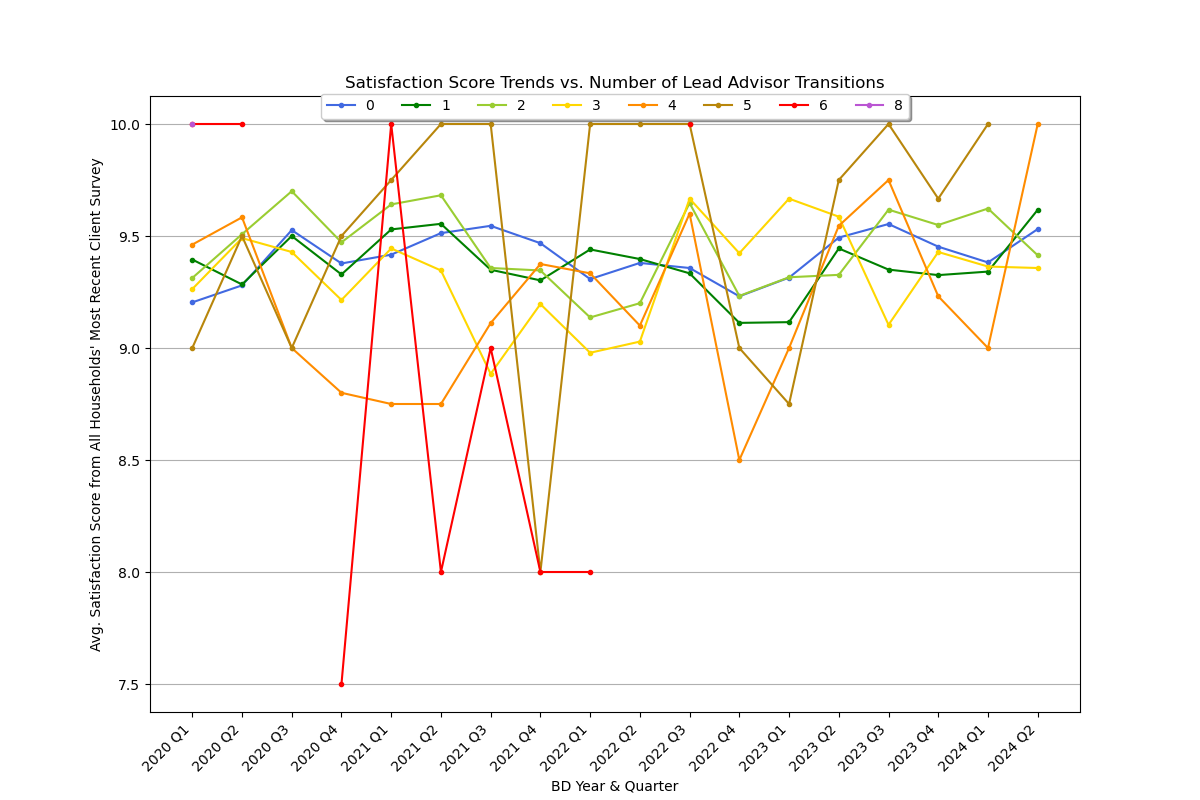 Satisfaction Score Trends vs. Number of Lead Advisor Transitions
0 1 2 3 4 5 6 8
Avg. Satisfaction Score from All Households' Most Recent Client Survey
10.0
9.5
9.0
8.5
8.0
7.5
2020 Q1 2020 Q2 2020 Q3 2020 Q4 2021 Q1 2021 Q2 2021 Q3 2021 Q4 2022 Q1 2022 Q2 2022 Q3 2022 Q4 2023 Q1 2023 Q2 2023 Q3 2023 Q4 2024 Q1 2024 Q2
BD Year & Quarter